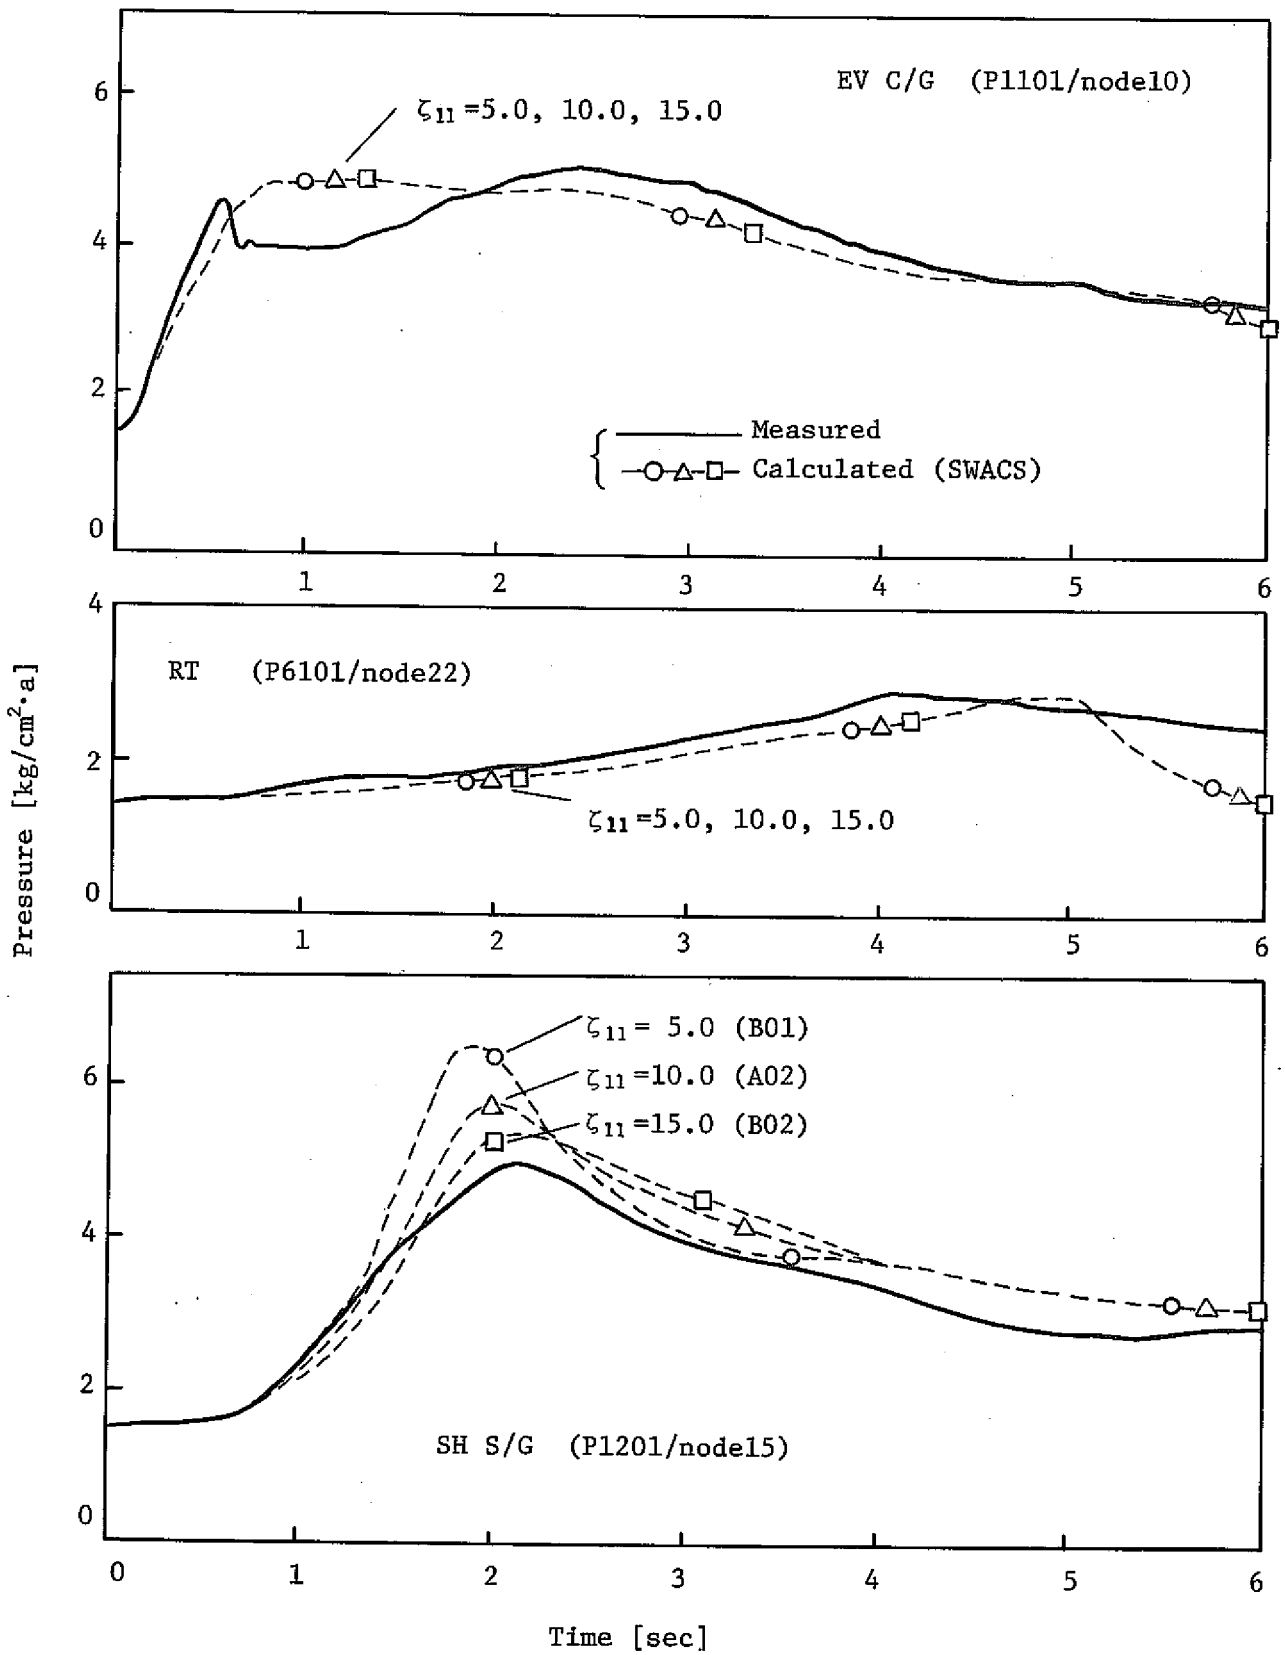 EV C/G (P1101/node10)
6
ζ11=5.0, 10.0, 15.0
4
2
Measured
Calculated (SWACS)
0
1 2 3 4 5 6
4
RT (P6101/node22)
2
ζ11=5.0, 10.0, 15.0
0
1 2 3 4 5 6
Pressure [kg/cm²·a]
ζ11= 5.0 (B01)
6
ζ11=10.0 (A02)
ζ11=15.0 (B02)
4
2
SH S/G (P1201/node15)
0
0 1 2 3 4 5 6
Time [sec]